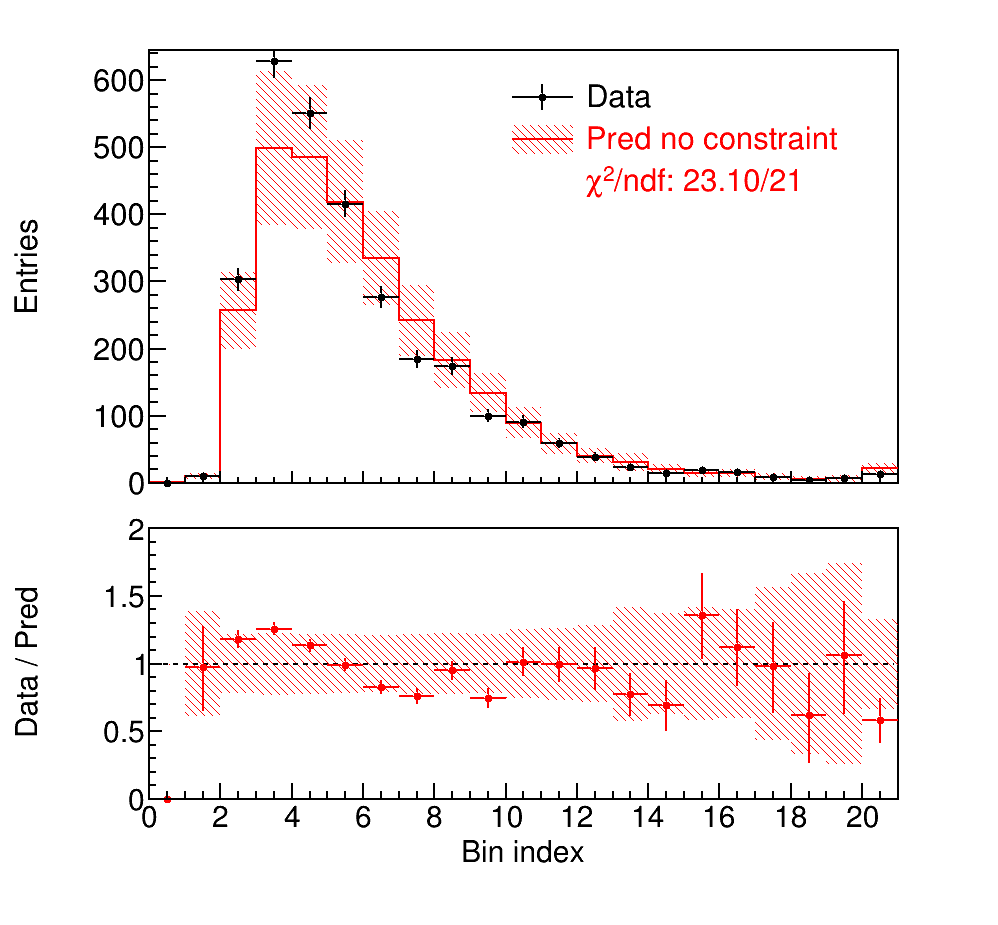 Entries
600
500
400
300
200
100
0
Data
Pred no constraint
χ²/ndf: 23.10/21
Data / Pred
2
1.5
1
0.5
0
0 2 4 6 8 10 12 14 16 18 20
Bin index